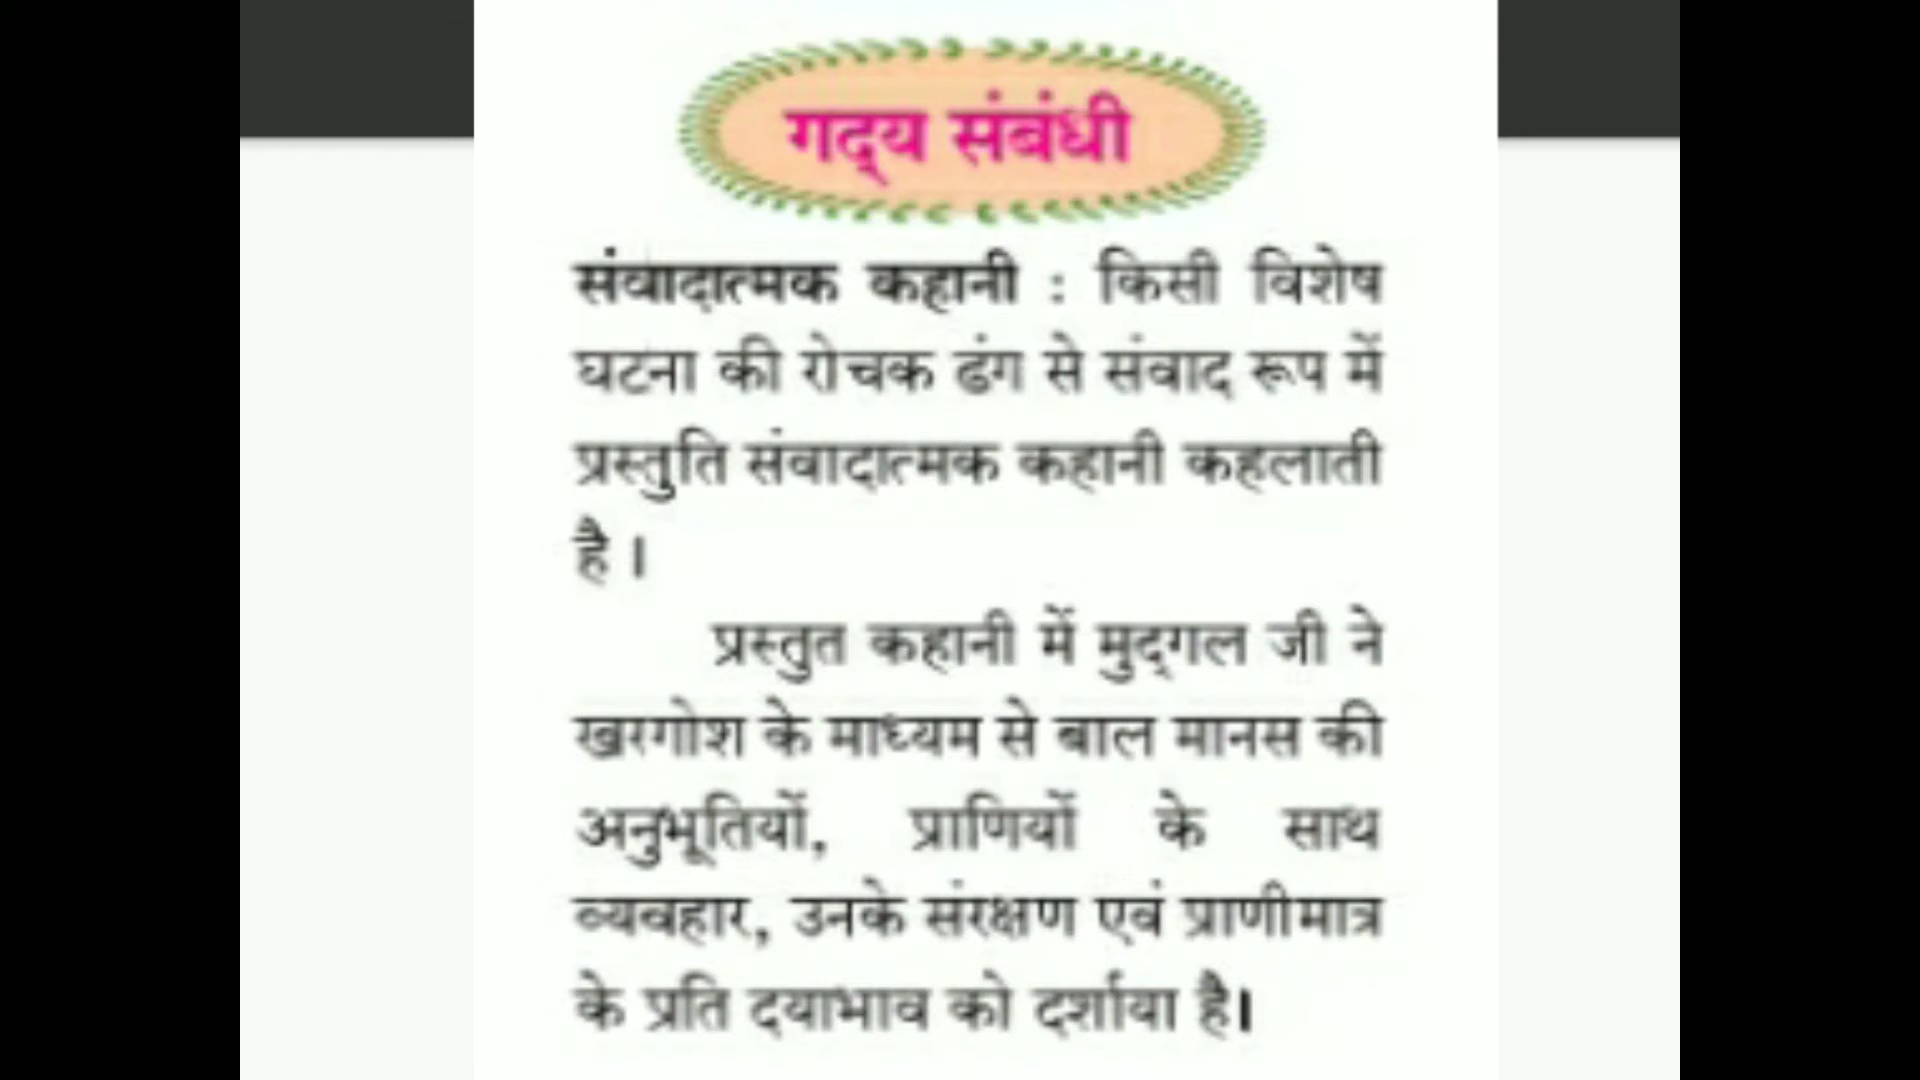 गद्‌य संबंधी
संवादात्मक कहानी : किसी विशेष
घटना की रोचक ढंग से संवाद रूप में
प्रस्तुति संवादात्मक कहानी कहलाती
है ।
प्रस्तुत कहानी में मुद्‌गल जी ने
खरगोश के माध्यम से बाल मानस की
अनुभूतियों, प्राणियों के साथ
व्यवहार, उनके संरक्षण एवं प्राणीमात्र
के प्रति दयाभाव को दर्शाया है।